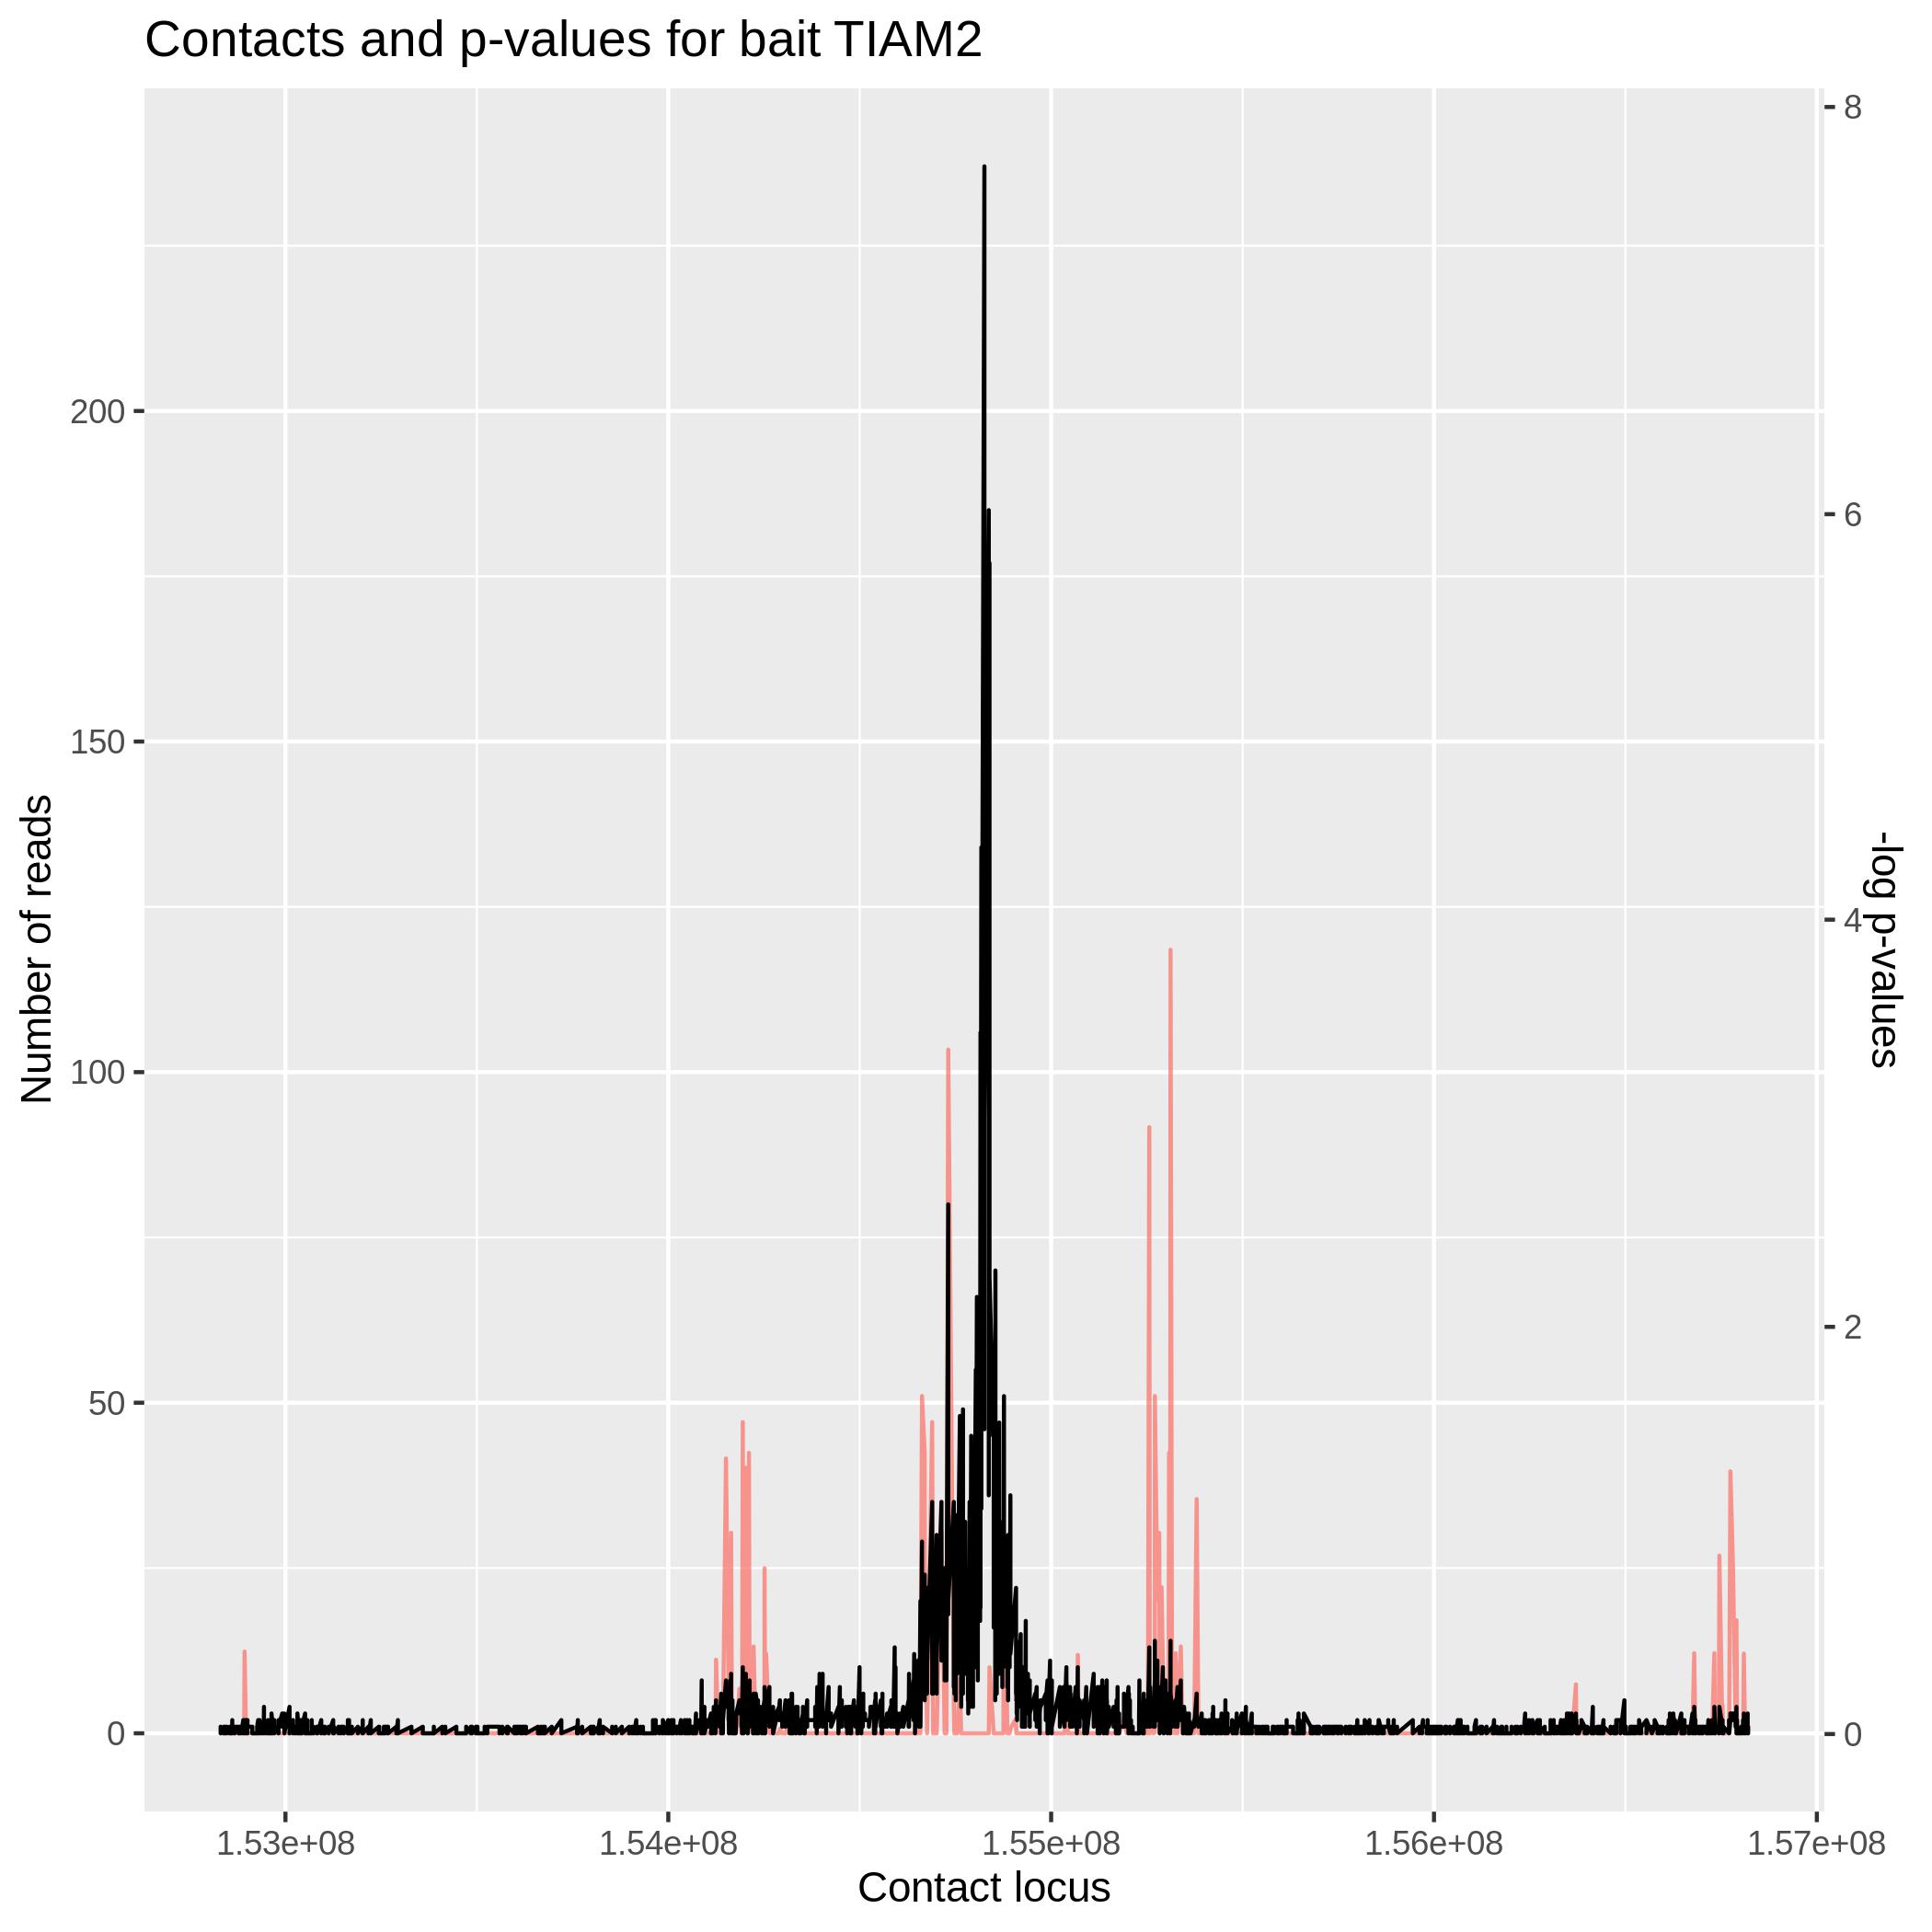 Contacts and p-values for bait TIAM2
Number of reads
200
150
100
50
0
8
6
4
2
0
-log p-values
1.53e+08
1.54e+08
1.55e+08
1.56e+08
1.57e+08
Contact locus